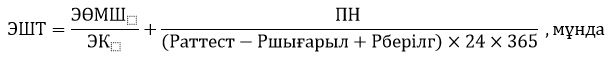 ЭШТ = ЭӨМШ⬚/ЭК⬚ + ПН/((Раттест − Ршығарыл + Рберілг) × 24 × 365) , мұнда